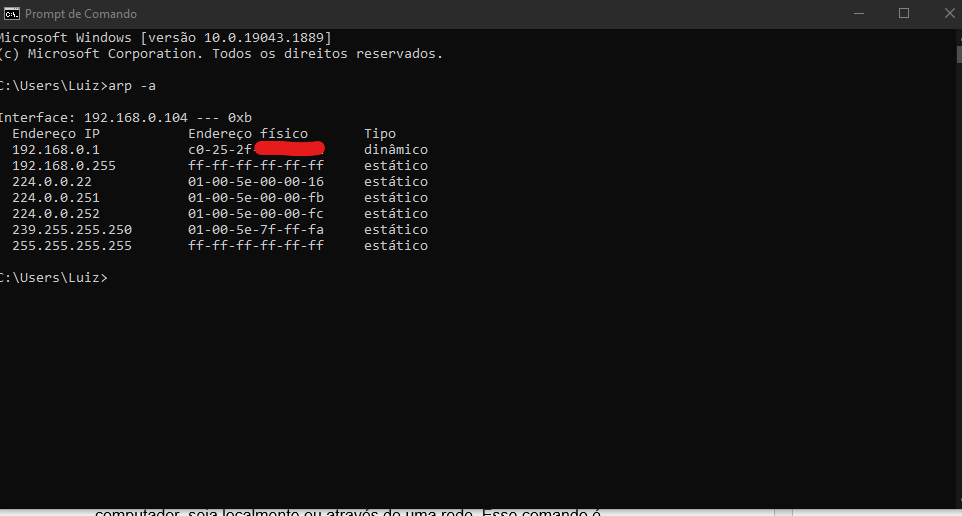 Prompt de Comando
Microsoft Windows [versão 10.0.19043.1889]
(c) Microsoft Corporation. Todos os direitos reservados.
C:\Users\Luiz>arp -a
Interface: 192.168.0.104 --- 0xb
Endereço IP Endereço físico Tipo
192.168.0.1 c0-25-2f- dinâmico
192.168.0.255 ff-ff-ff-ff-ff-ff estático
224.0.0.22 01-00-5e-00-00-16 estático
224.0.0.251 01-00-5e-00-00-fb estático
224.0.0.252 01-00-5e-00-00-fc estático
239.255.255.250 01-00-5e-7f-ff-fa estático
255.255.255.255 ff-ff-ff-ff-ff-ff estático
C:\Users\Luiz>
computador, seja localmente ou através de uma rede. Esse comando é